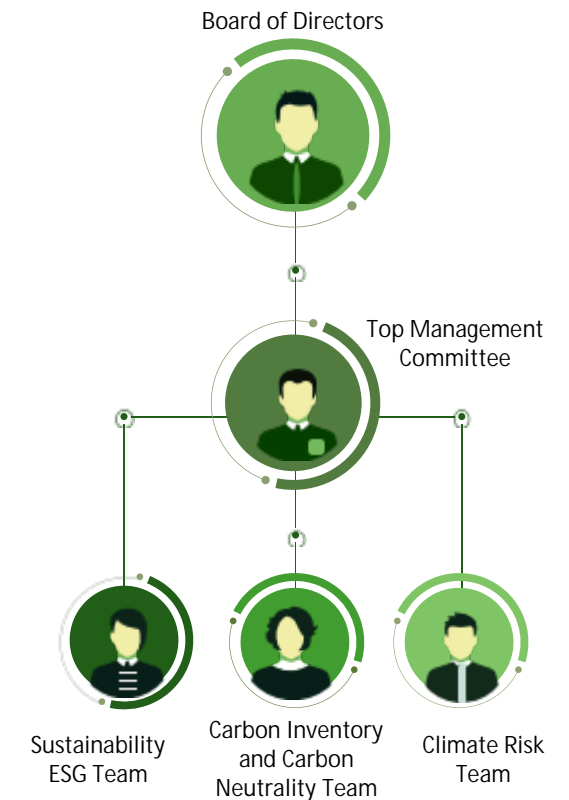 Board of Directors
Top Management
Committee
Sustainability
ESG Team
Carbon Inventory
and Carbon
Neutrality Team
Climate Risk
Team